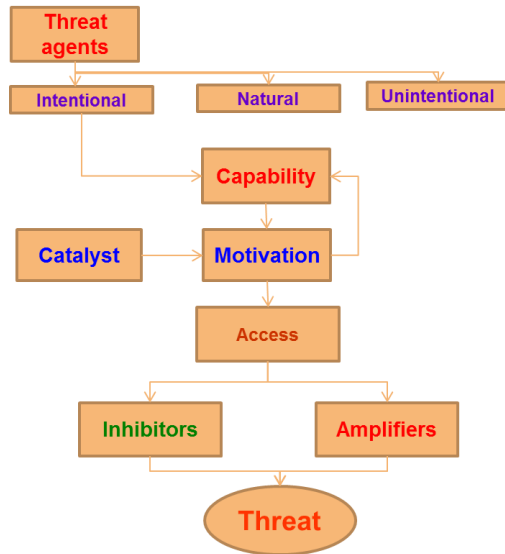 Threat
agents
Intentional
Natural
Unintentional
Capability
Catalyst
Motivation
Access
Inhibitors
Amplifiers
Threat